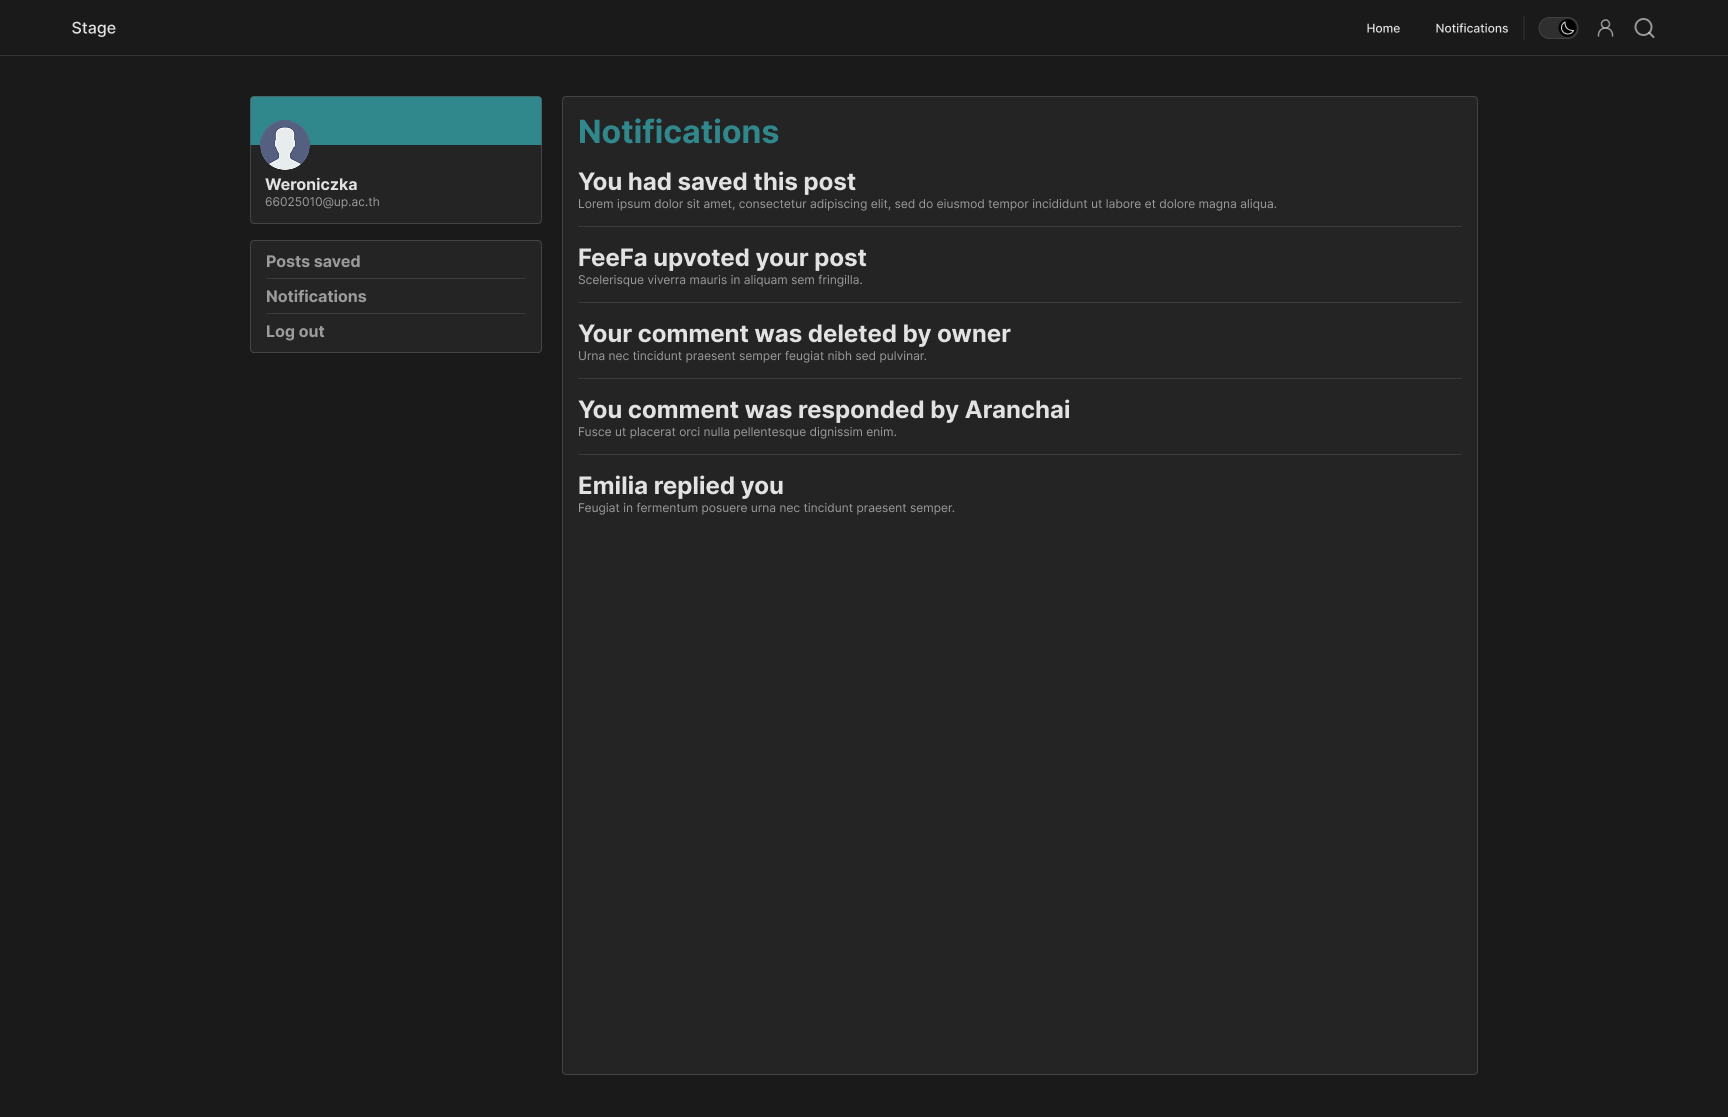 Stage
Home
Notifications
Weroniczka
66025010@up.ac.th
Posts saved
Notifications
Log out
Notifications
You had saved this post
Lorem ipsum dolor sit amet, consectetur adipiscing elit, sed do eiusmod tempor incididunt ut labore et dolore magna aliqua.
FeeFa upvoted your post
Scelerisque viverra mauris in aliquam sem fringilla.
Your comment was deleted by owner
Urna nec tincidunt praesent semper feugiat nibh sed pulvinar.
You comment was responded by Aranchai
Fusce ut placerat orci nulla pellentesque dignissim enim.
Emilia replied you
Feugiat in fermentum posuere urna nec tincidunt praesent semper.